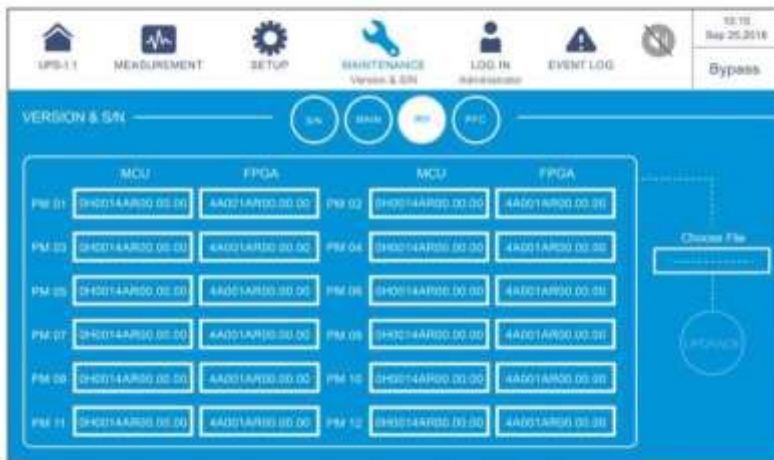 10:10
Sep 25,2018
UPS-1.1 MEASUREMENT SETUP MAINTENANCE LOG IN EVENT LOG
Version & S/N Administrator
Bypass
VERSION & S/N
S/N MAIN INV PFC
MCU FPGA MCU FPGA
PM 01 0H0014AR00.00.00 4A001AR00.00.00 PM 02 0H0014AR00.00.00 4A001AR00.00.00
PM 03 0H0014AR00.00.00 4A001AR00.00.00 PM 04 0H0014AR00.00.00 4A001AR00.00.00
Choose File
PM 05 0H0014AR00.00.00 4A001AR00.00.00 PM 06 0H0014AR00.00.00 4A001AR00.00.00
PM 07 0H0014AR00.00.00 4A001AR00.00.00 0H0014AR00.00.00 4A001AR00.00.00
UPGRADE
0H0014AR00.00.00 4A001AR00.00.00 PM 10 0H0014AR00.00.00 4A001AR00.00.00
PM 11 0H0014AR00.00.00 4A001AR00.00.00 PM 12 0H0014AR00.00.00 4A001AR00.00.00